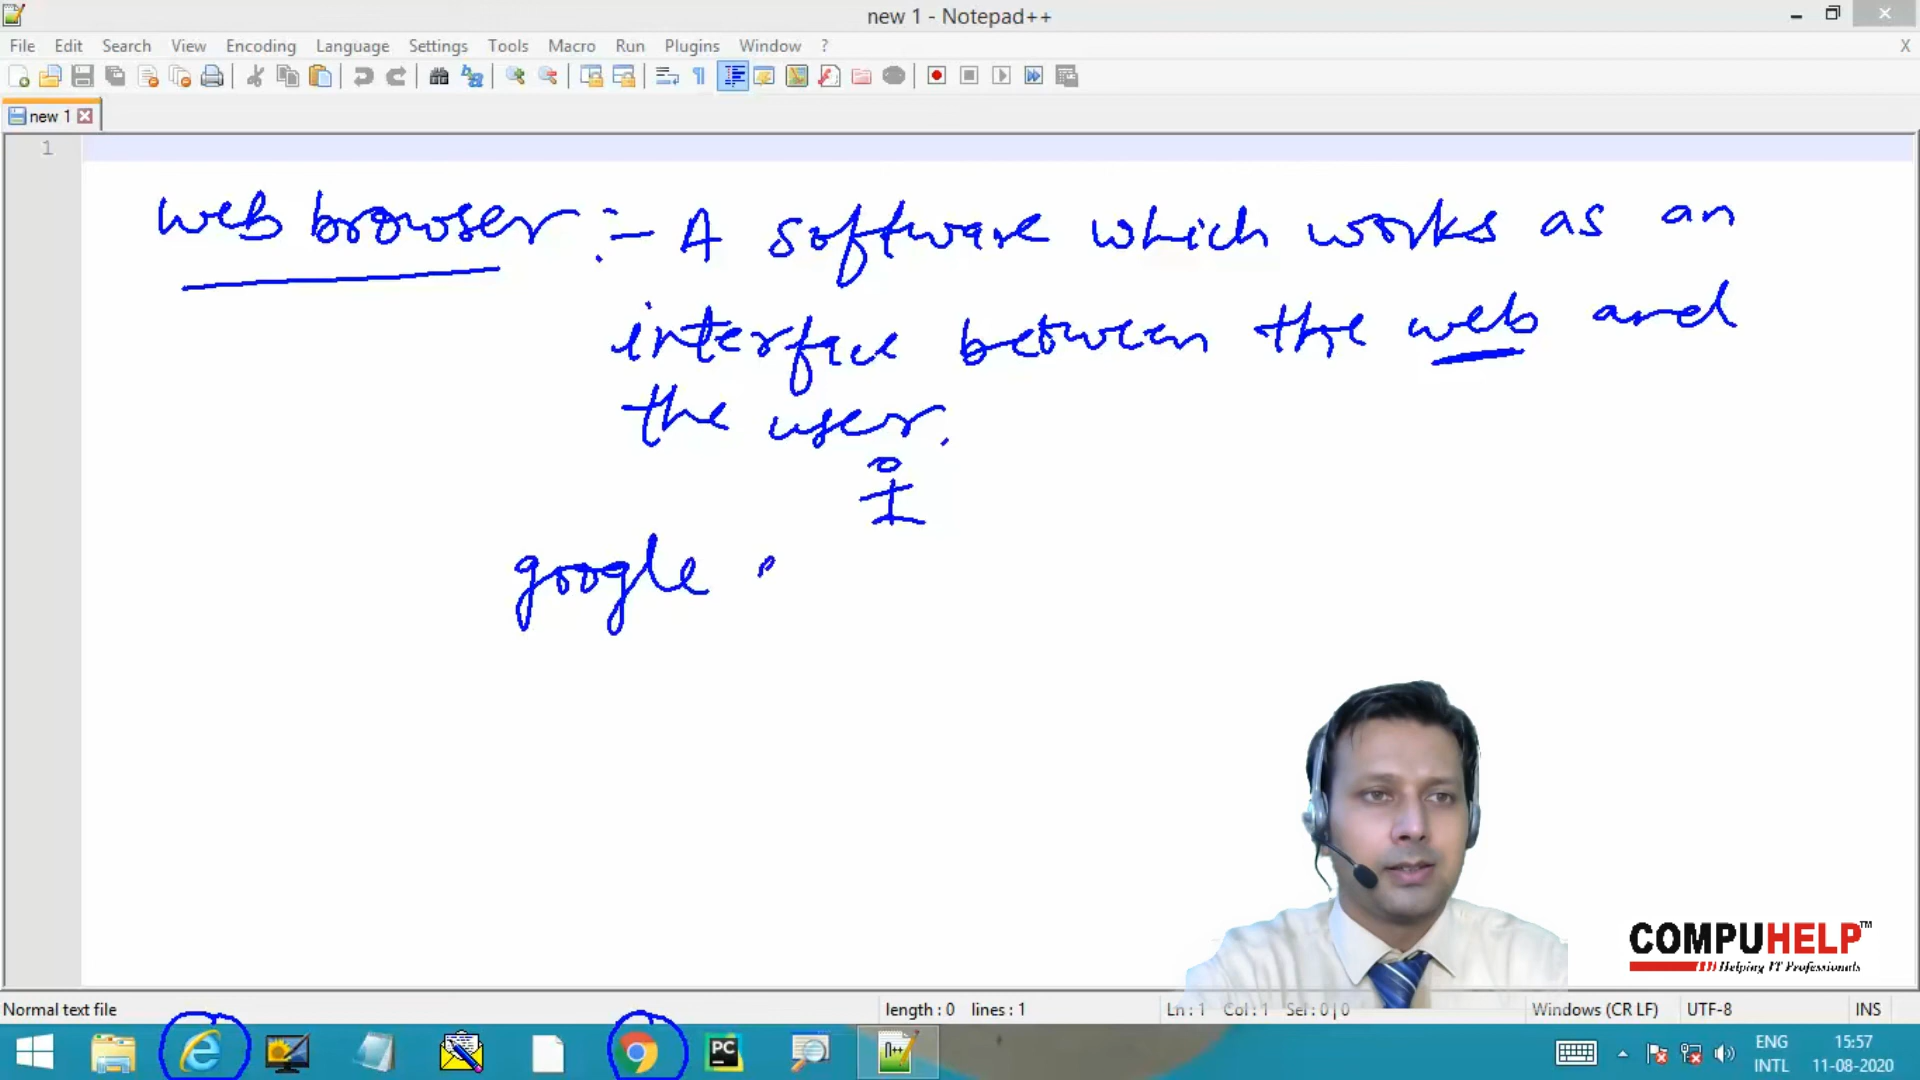 new 1 - Notepad++
File Edit Search View Encoding Language Settings Tools Macro Run Plugins Window ? X
new 1
1
web browser :- A software which works as an
interface between the web and
the user.
google
COMPUHELP™
Helping IT Professionals
Normal text file length : 0 lines : 1 Ln : 1 Col : 1 Sel : 0 | 0 Windows (CR LF) UTF-8 INS
PC
n++
ENG 15:57
INTL 11-08-2020